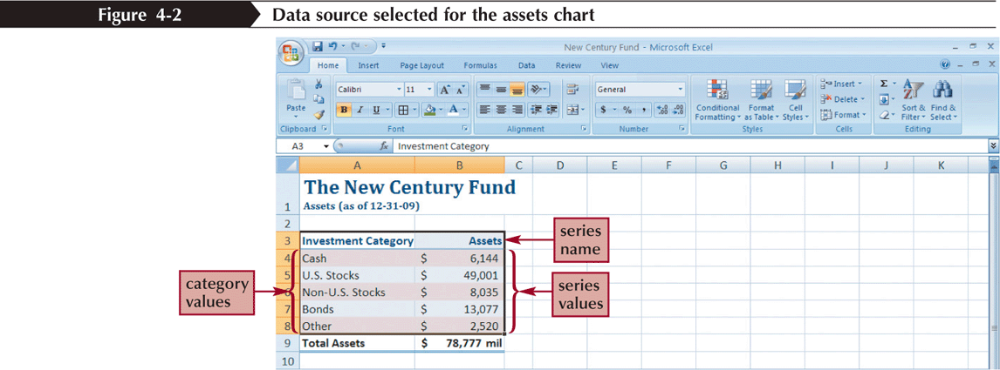 Figure 4-2 Data source selected for the assets chart
New Century Fund - Microsoft Excel
Home Insert Page Layout Formulas Data Review View
Calibri 11 A A General Insert Σ
Paste B I U A $ % , Conditional Format Cell Delete Sort & Find &
Formatting as Table Styles Format Filter Select
Clipboard Font Alignment Number Styles Cells Editing
A3 fx Investment Category
A B C D E F G H I J K
The New Century Fund
1 Assets (as of 12-31-09)
2
3 Investment Category Assets
series name
4 Cash $ 6,144
5 U.S. Stocks $ 49,001
6 Non-U.S. Stocks $ 8,035
7 Bonds $ 13,077
8 Other $ 2,520
category
values
series
values
9 Total Assets $ 78,777 mil
10